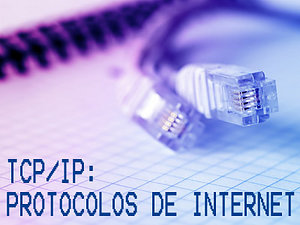 TCP/IP:
PROTOCOLOS DE INTERNET